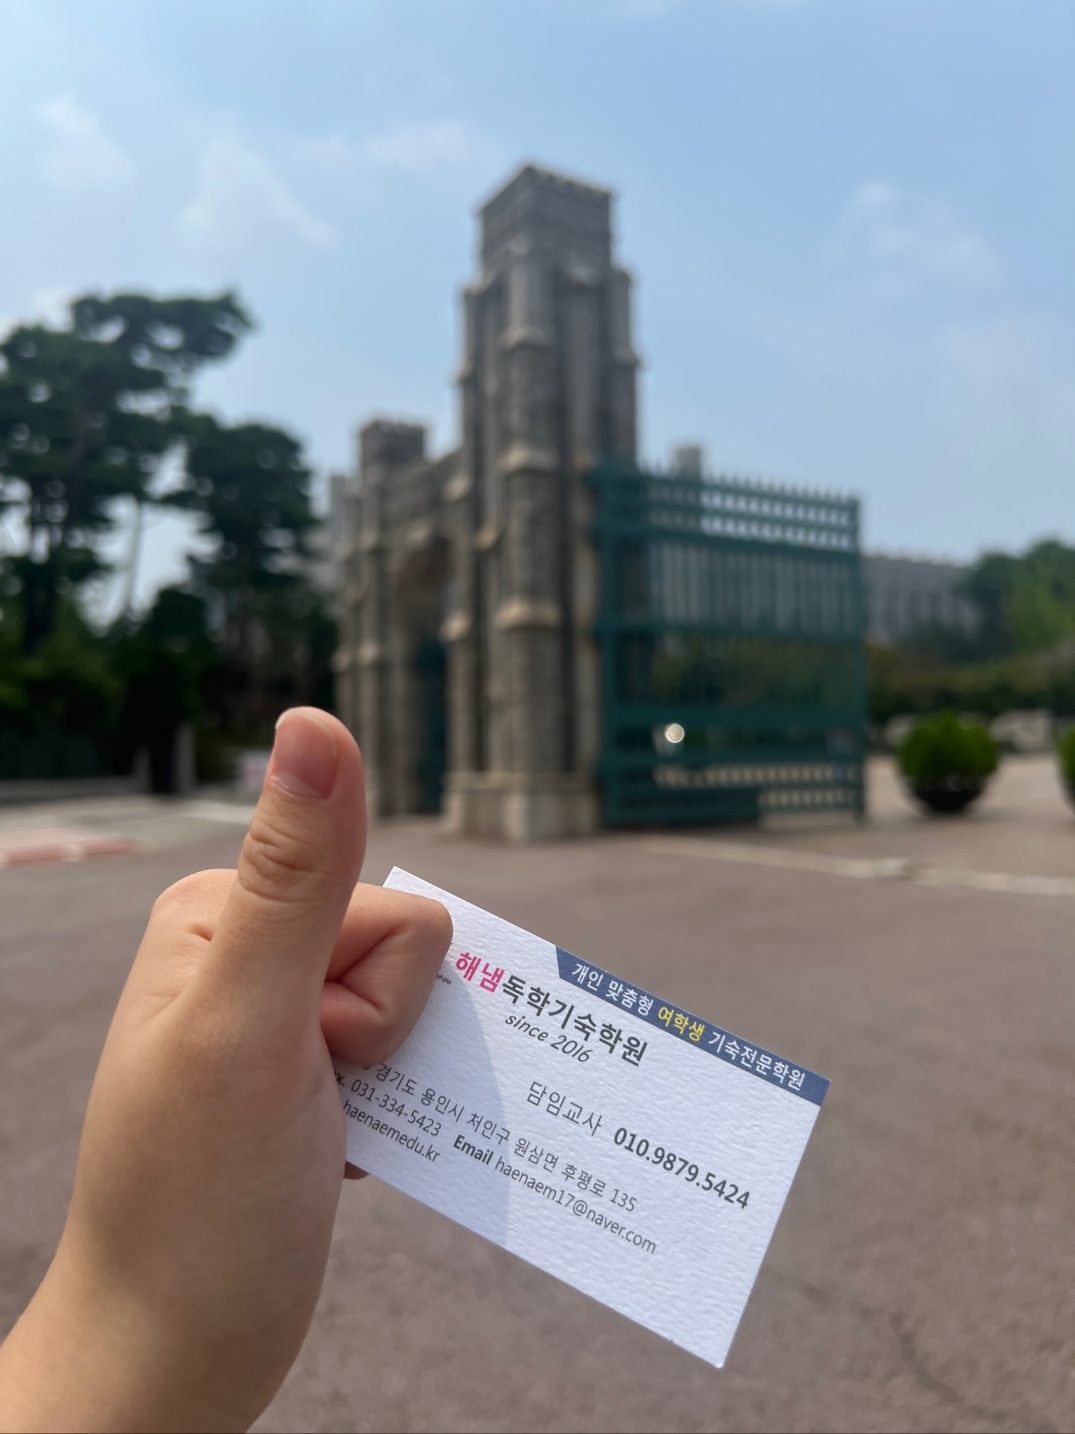 개인 맞춤형 여학생 기숙전문학원
해냄독학기숙학원
since 2016
담임교사 010.9879.5424
경기도 용인시 처인구 원삼면 후평로 135
031-334-5423 Email haenaem17@naver.com
haenaemedu.kr